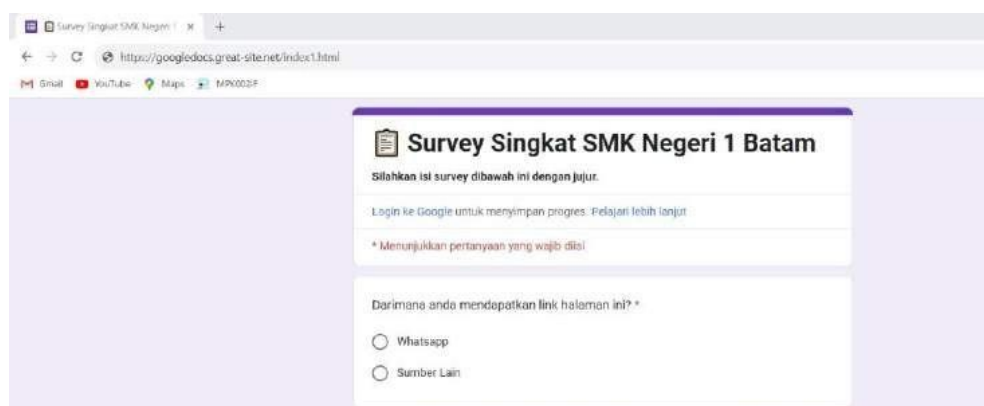 Survey Singkat SMK Negeri 1
https://googledocs.great-site.net/index1.html
Gmail YouTube Maps
Survey Singkat SMK Negeri 1 Batam
Silahkan isi survey dibawah ini dengan jujur.
Login ke Google untuk menyimpan progres. Pelajari lebih lanjut
* Menunjukkan pertanyaan yang wajib diisi
Darimana anda mendapatkan link halaman ini? *
Whatsapp
Sumber Lain